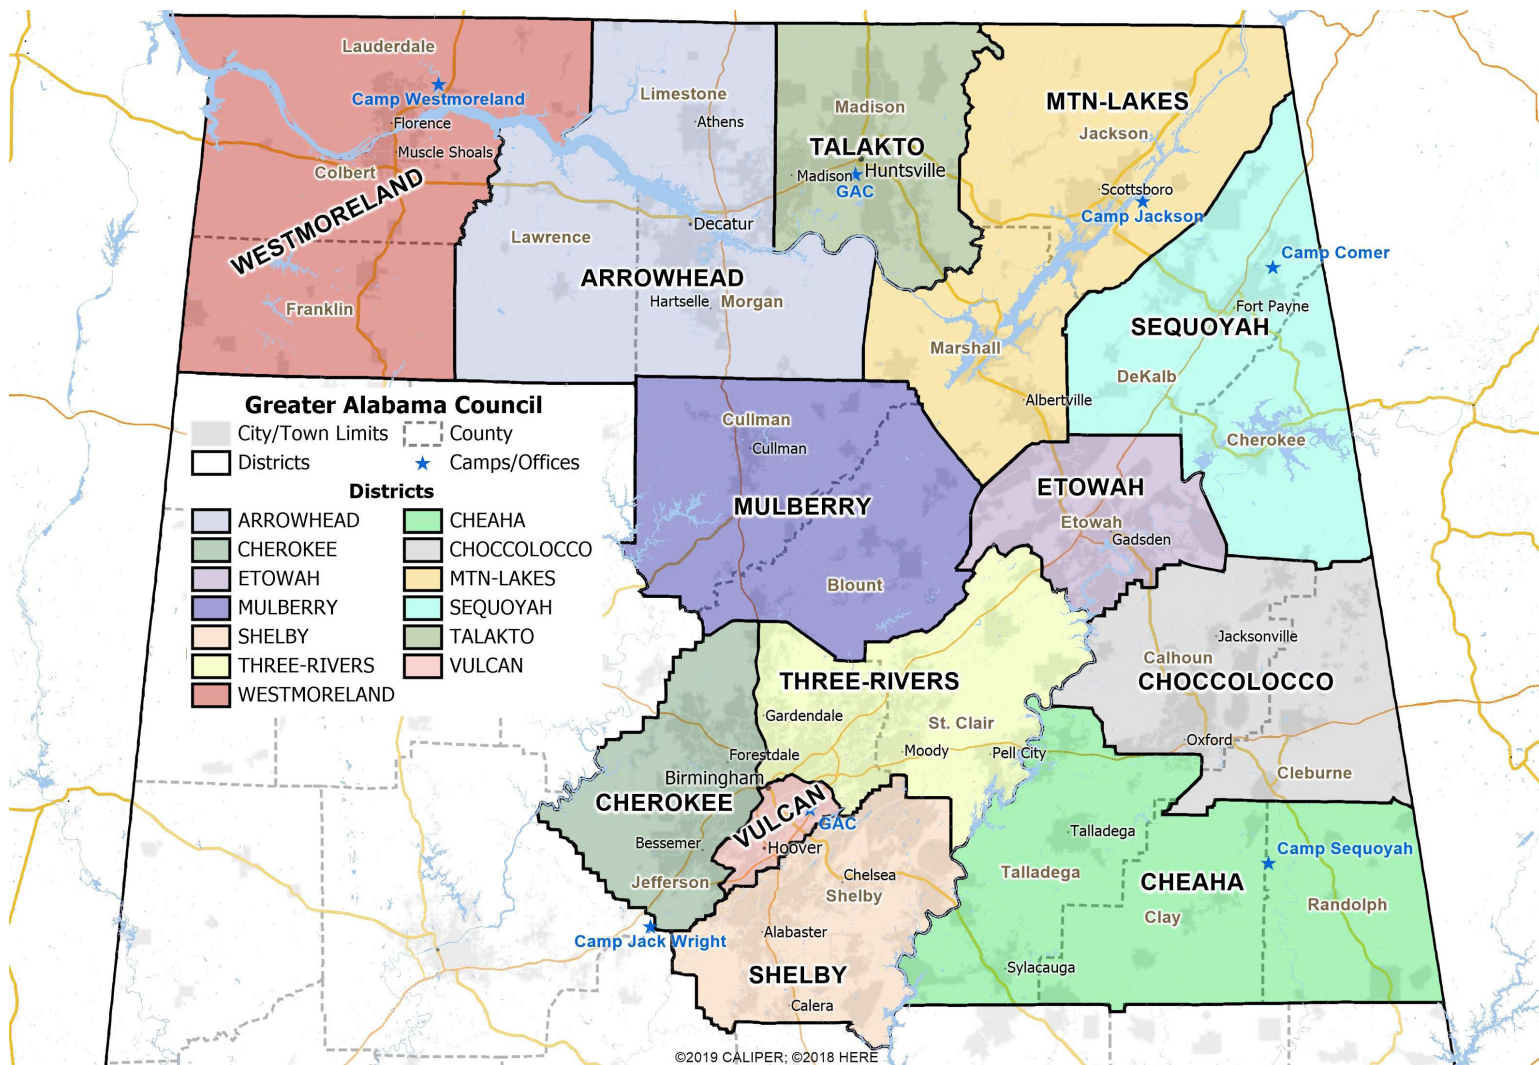 Lauderdale
Camp Westmoreland
Florence
Muscle Shoals
Colbert
WESTMORELAND
Franklin
Limestone
Athens
Lawrence
Decatur
ARROWHEAD
Hartselle
Morgan
Madison
TALAKTO
Madison
Huntsville
GAC
MTN-LAKES
Jackson
Scottsboro
Camp Jackson
Marshall
Albertville
Camp Comer
Fort Payne
SEQUOYAH
DeKalb
Cherokee
Greater Alabama Council
City/Town Limits
County
Districts
Camps/Offices
Districts
ARROWHEAD
CHEAHA
CHEROKEE
CHOCCOLOCCO
ETOWAH
MTN-LAKES
MULBERRY
SEQUOYAH
SHELBY
TALAKTO
THREE-RIVERS
VULCAN
WESTMORELAND
Cullman
Cullman
MULBERRY
Blount
ETOWAH
Etowah
Gadsden
Jacksonville
Calhoun
CHOCCOLOCCO
Oxford
Cleburne
THREE-RIVERS
Gardendale
St. Clair
Moody
Pell City
Forestdale
Birmingham
CHEROKEE
Bessemer
Jefferson
Camp Jack Wright
VULCAN
GAC
Hoover
Chelsea
Shelby
Alabaster
SHELBY
Calera
Talladega
Talladega
CHEAHA
Clay
Camp Sequoyah
Randolph
Sylacauga
©2019 CALIPER; ©2018 HERE